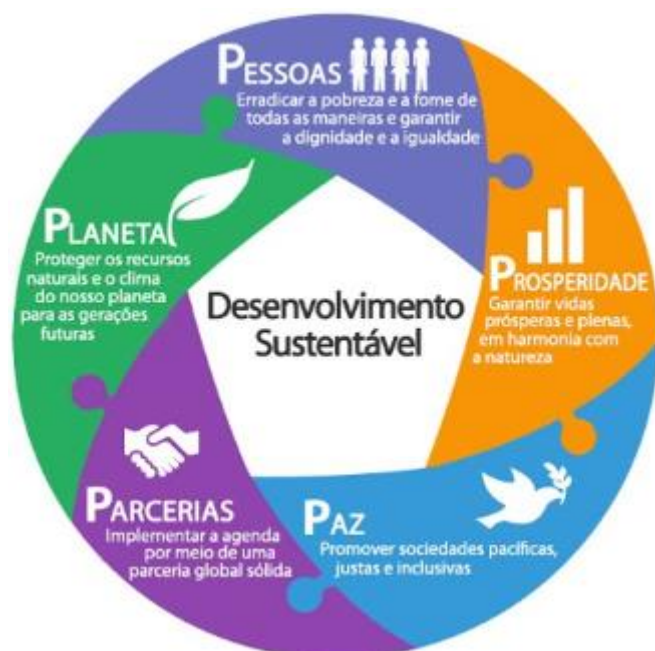 PESSOAS
Erradicar a pobreza e a fome de
todas as maneiras e garantir
a dignidade e a igualdade
PLANETA
Proteger os recursos
naturais e o clima
do nosso planeta
para as gerações
futuras
PROSPERIDADE
Garantir vidas
prósperas e plenas,
em harmonia com
a natureza
Desenvolvimento
Sustentável
PARCERIAS
Implementar a agenda
por meio de uma
parceria global sólida
PAZ
Promover sociedades pacíficas,
justas e inclusivas